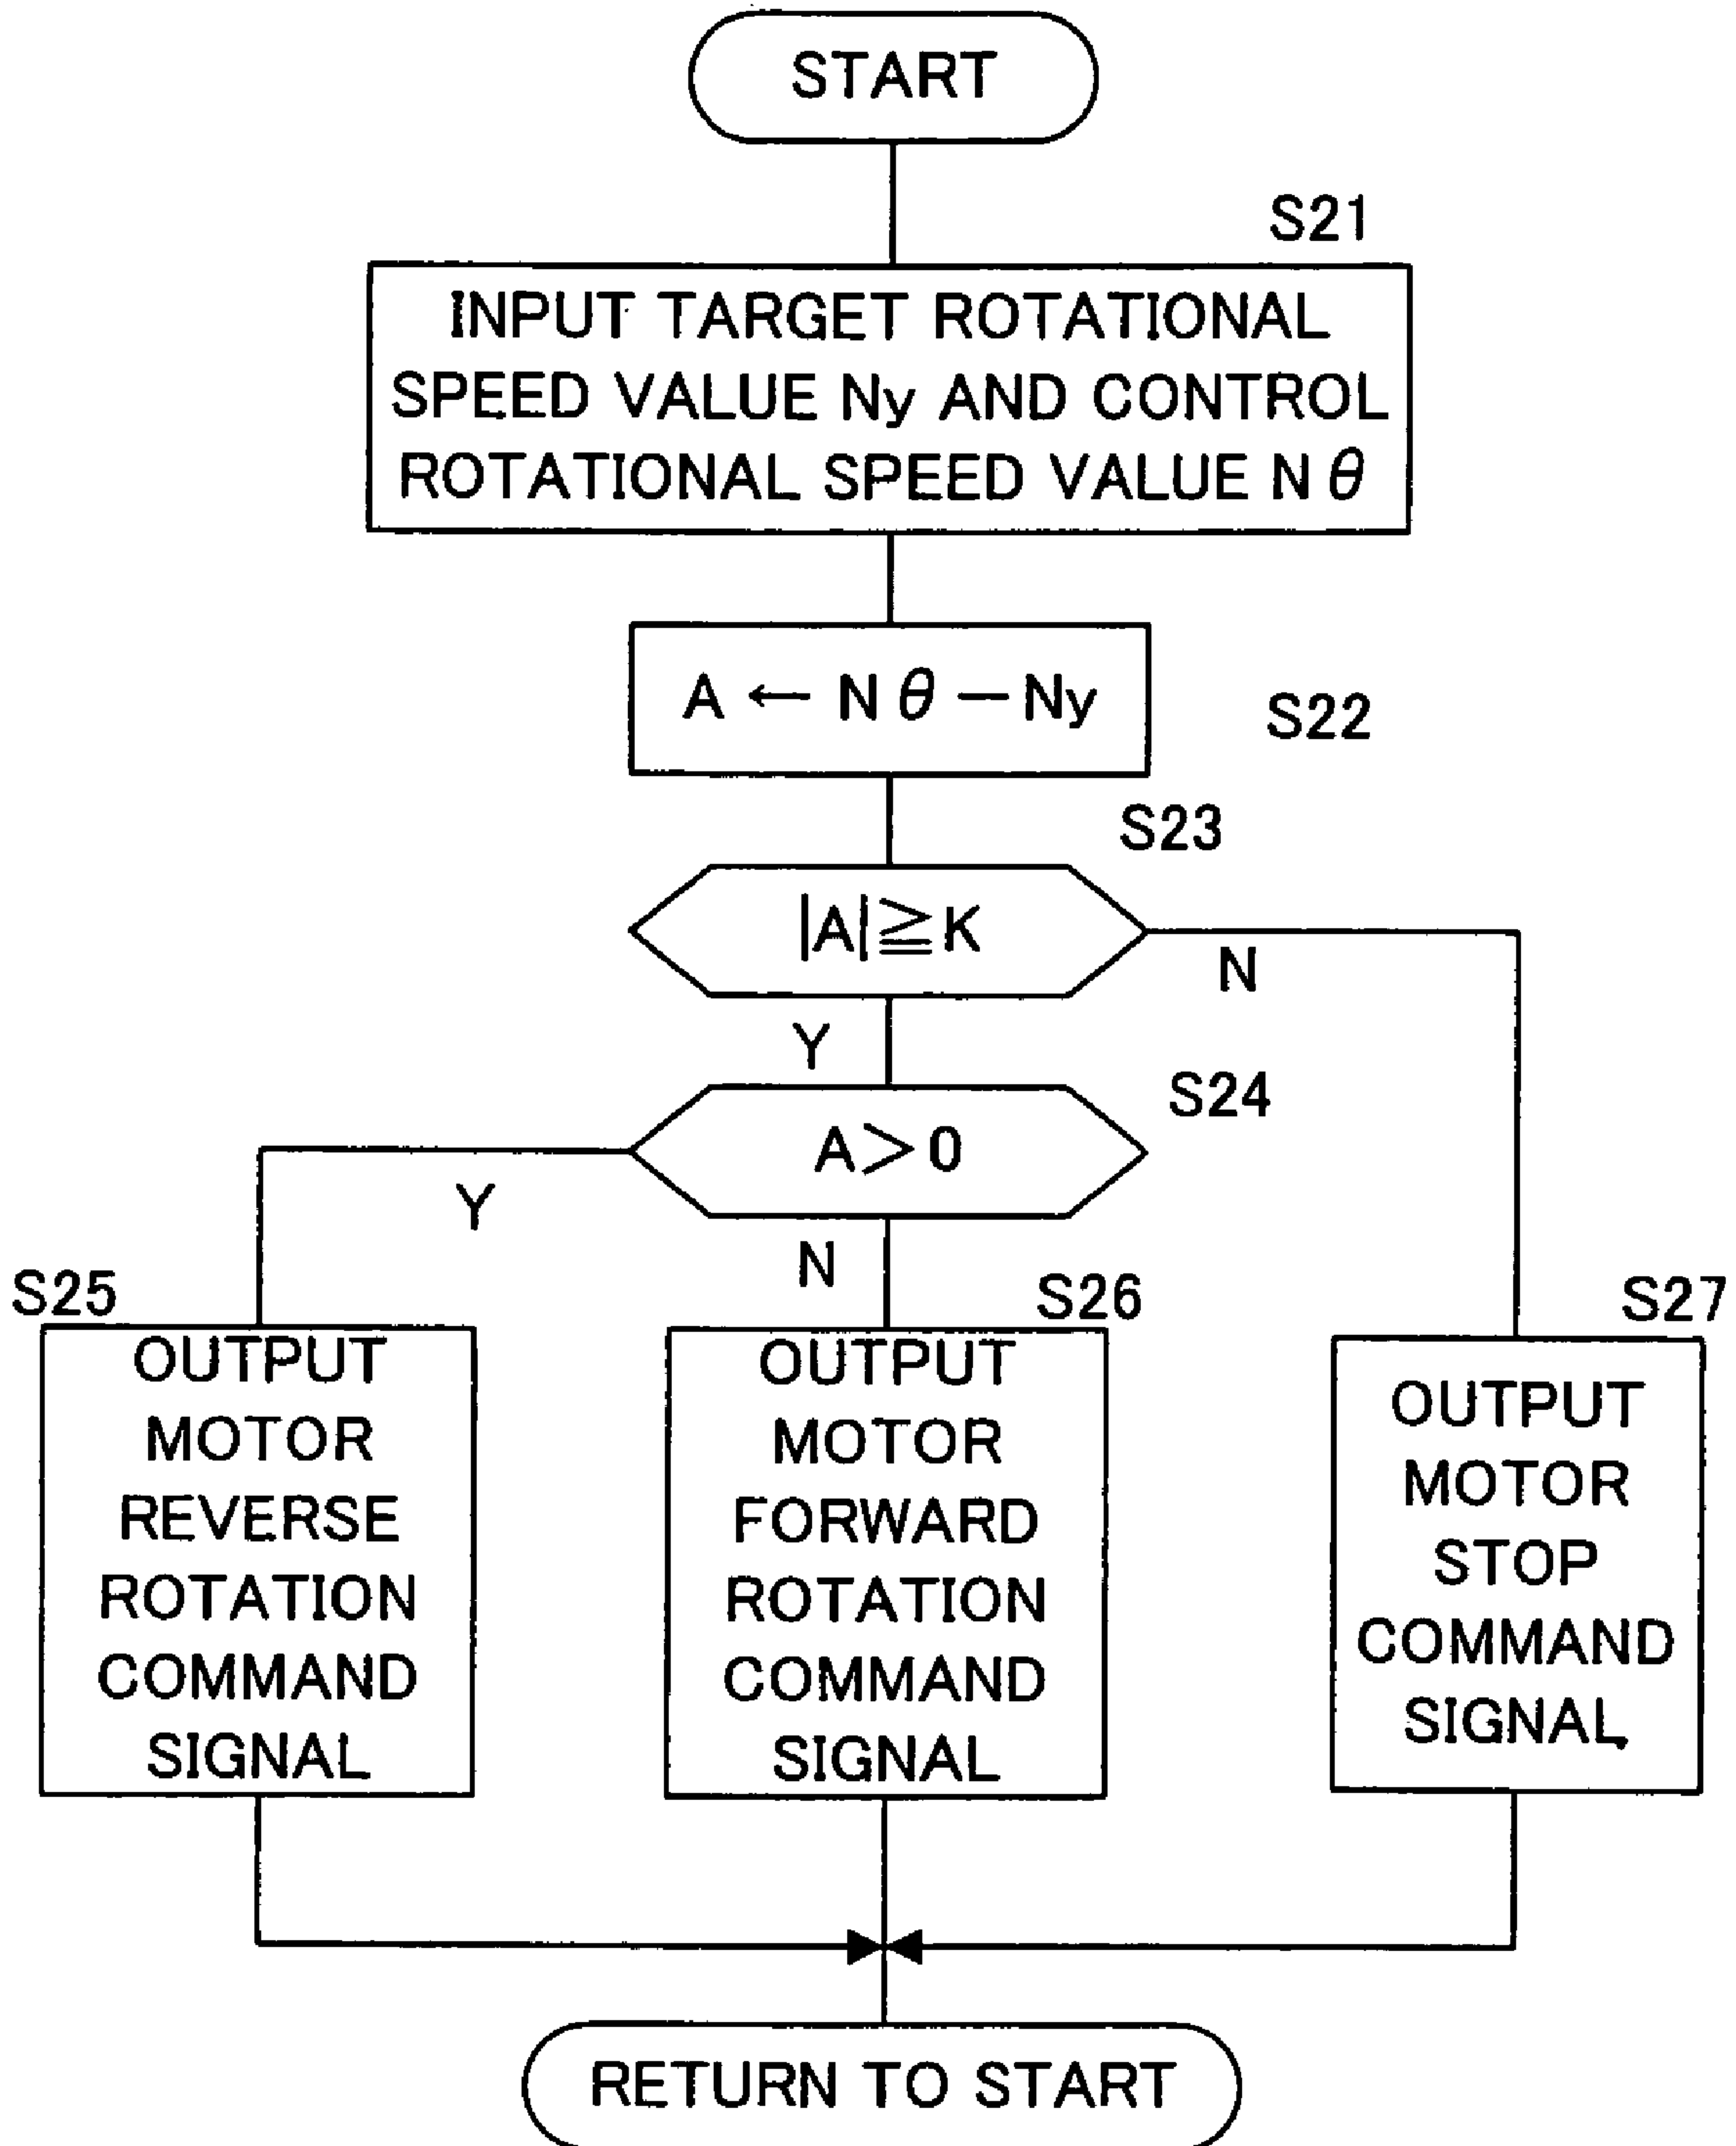 START
S21
INPUT TARGET ROTATIONAL
SPEED VALUE Ny AND CONTROL
ROTATIONAL SPEED VALUE N θ
A ← N θ − Ny
S22
S23
|A|≧K
N
Y
S24
A>0
Y
N
S25
OUTPUT
MOTOR
REVERSE
ROTATION
COMMAND
SIGNAL
S26
OUTPUT
MOTOR
FORWARD
ROTATION
COMMAND
SIGNAL
S27
OUTPUT
MOTOR
STOP
COMMAND
SIGNAL
RETURN TO START